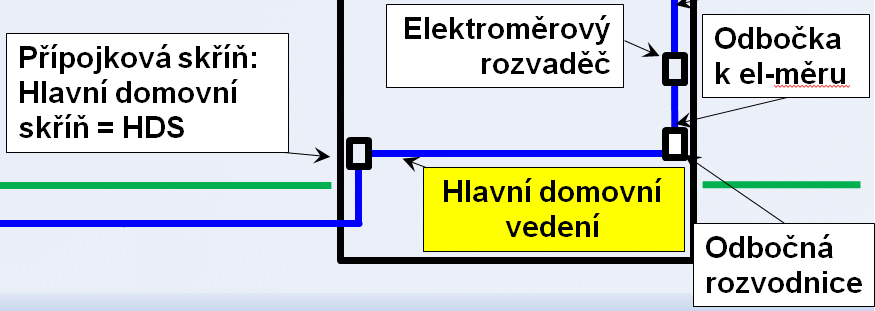 Přípojková skříň:
Hlavní domovní
skříň = HDS
Elektroměrový
rozvaděč
Odbočka
k el-měru
Hlavní domovní
vedení
Odbočná
rozvodnice